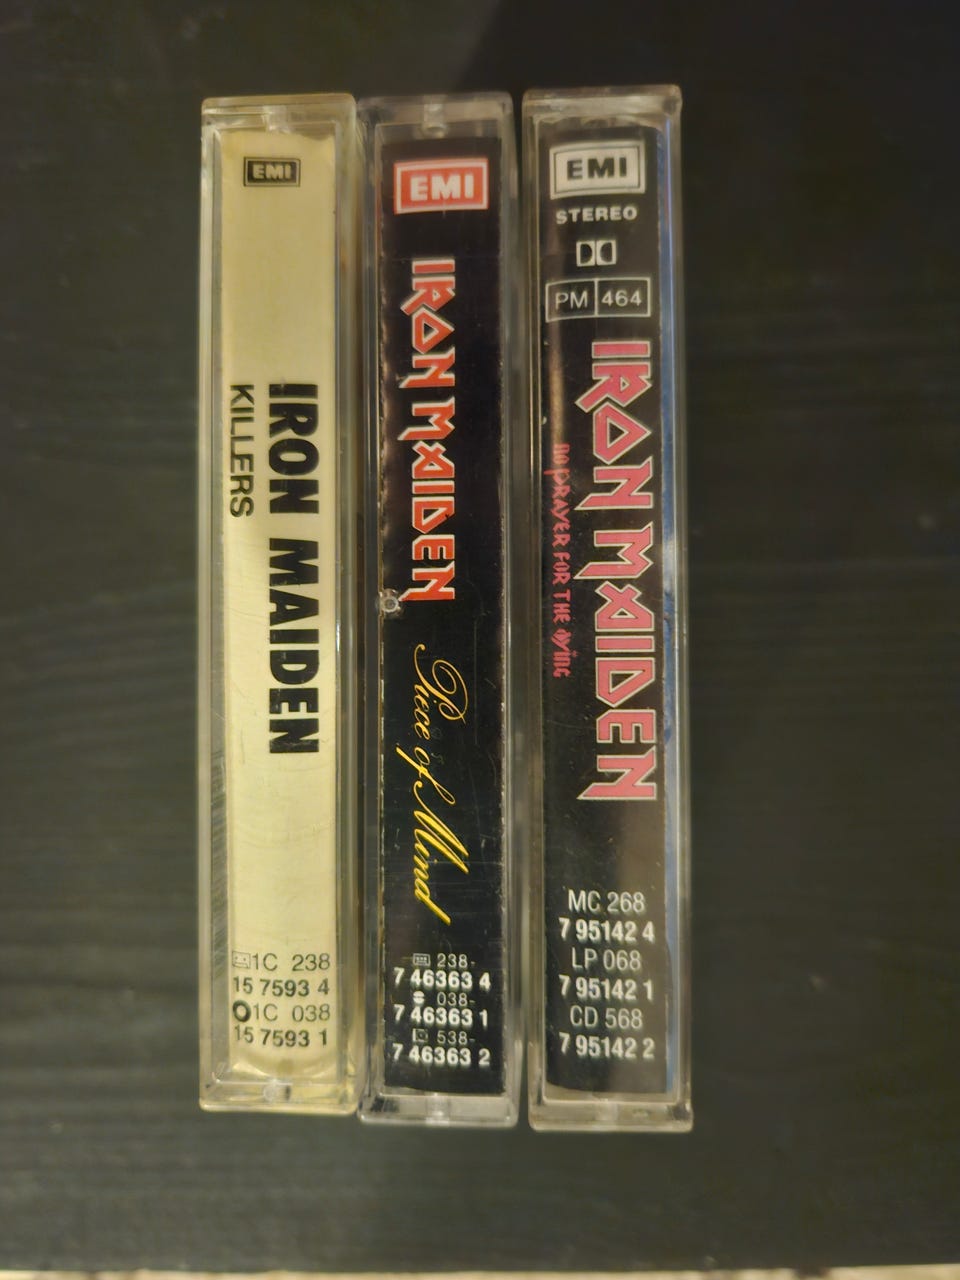 EMI
IRON MAIDEN
KILLERS
1C 238
15 7593 4
1C 038
15 7593 1
EMI
IRON MAIDEN
Piece of Mind
238-
7 46363 4
038-
7 46363 1
538-
7 46363 2
EMI
STEREO
PM 464
IRON MAIDEN
NO PRAYER FOR THE DYING
MC 268
7 95142 4
LP 068
7 95142 1
CD 568
7 95142 2